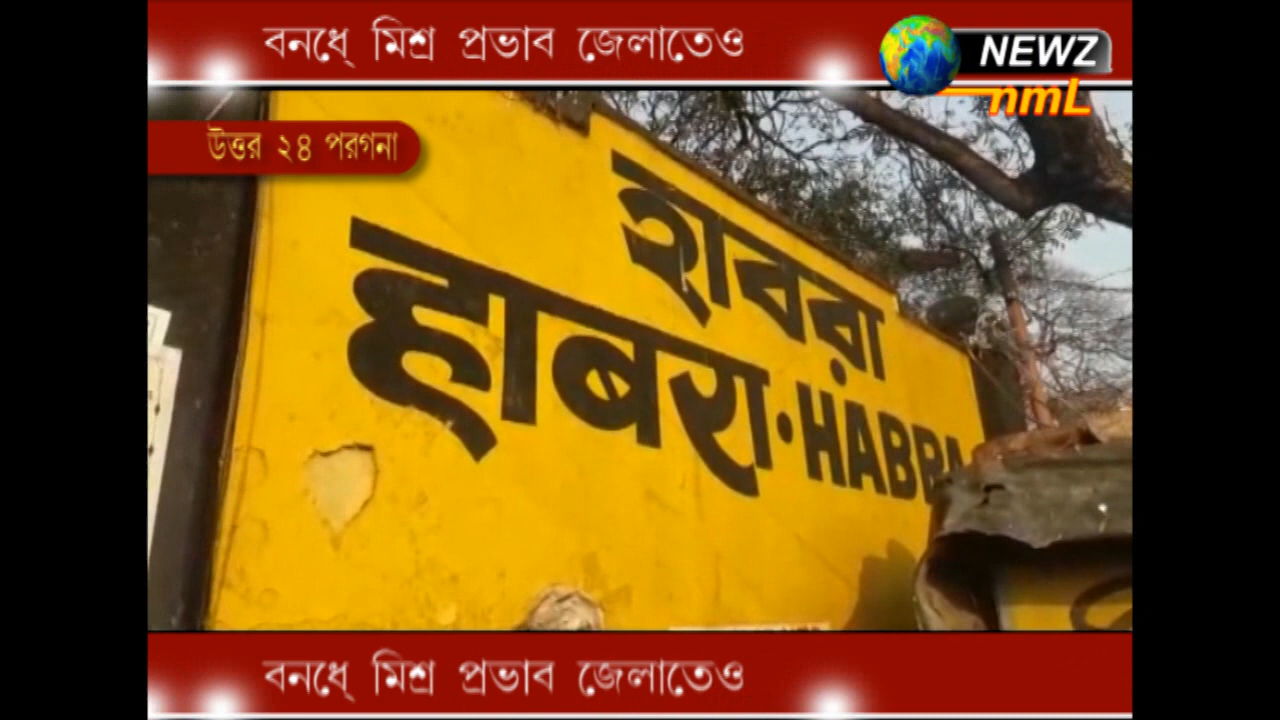 বনধে্ মিশ্র প্রভাব জেলাতেও
NEWZ
nmL
উত্তর ২৪ পরগনা
হাবরা
हाबरा · HABRA
বনধে্ মিশ্র প্রভাব জেলাতেও